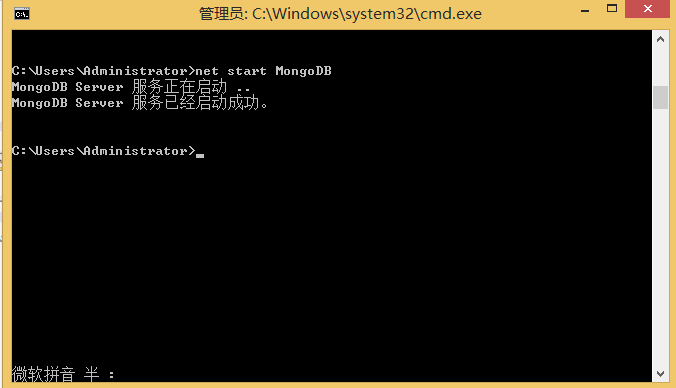 管理员: C:\Windows\system32\cmd.exe
C:\Users\Administrator>net start MongoDB
MongoDB Server 服务正在启动 ..
MongoDB Server 服务已经启动成功。
C:\Users\Administrator>
微软拼音 半 :